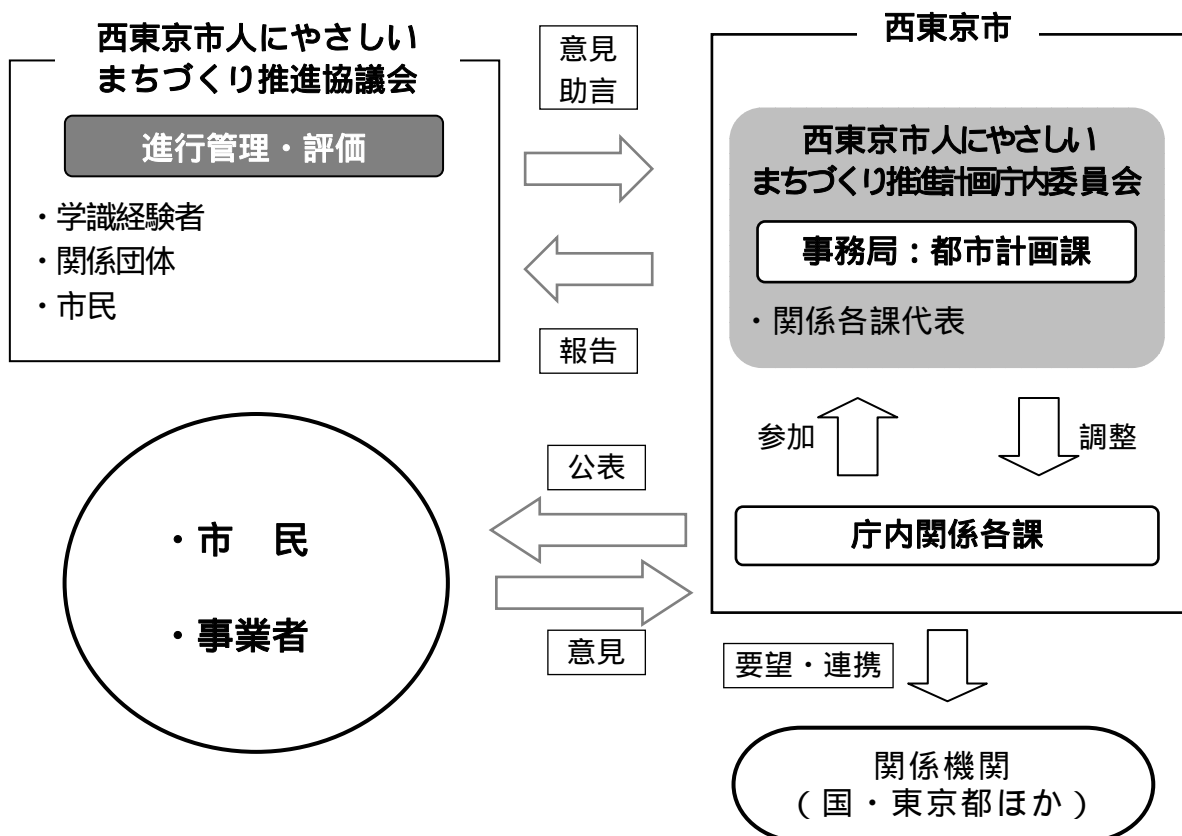 西東京市人にやさしい
まちづくり推進協議会
進行管理・評価
・学識経験者
・関係団体
・市民
意見
助言
報告
西東京市
西東京市人にやさしい
まちづくり推進計画庁内委員会
事務局：都市計画課
・関係各課代表
参加
調整
庁内関係各課
公表
意見
・市　民
・事業者
要望・連携
関係機関
（国・東京都ほか）